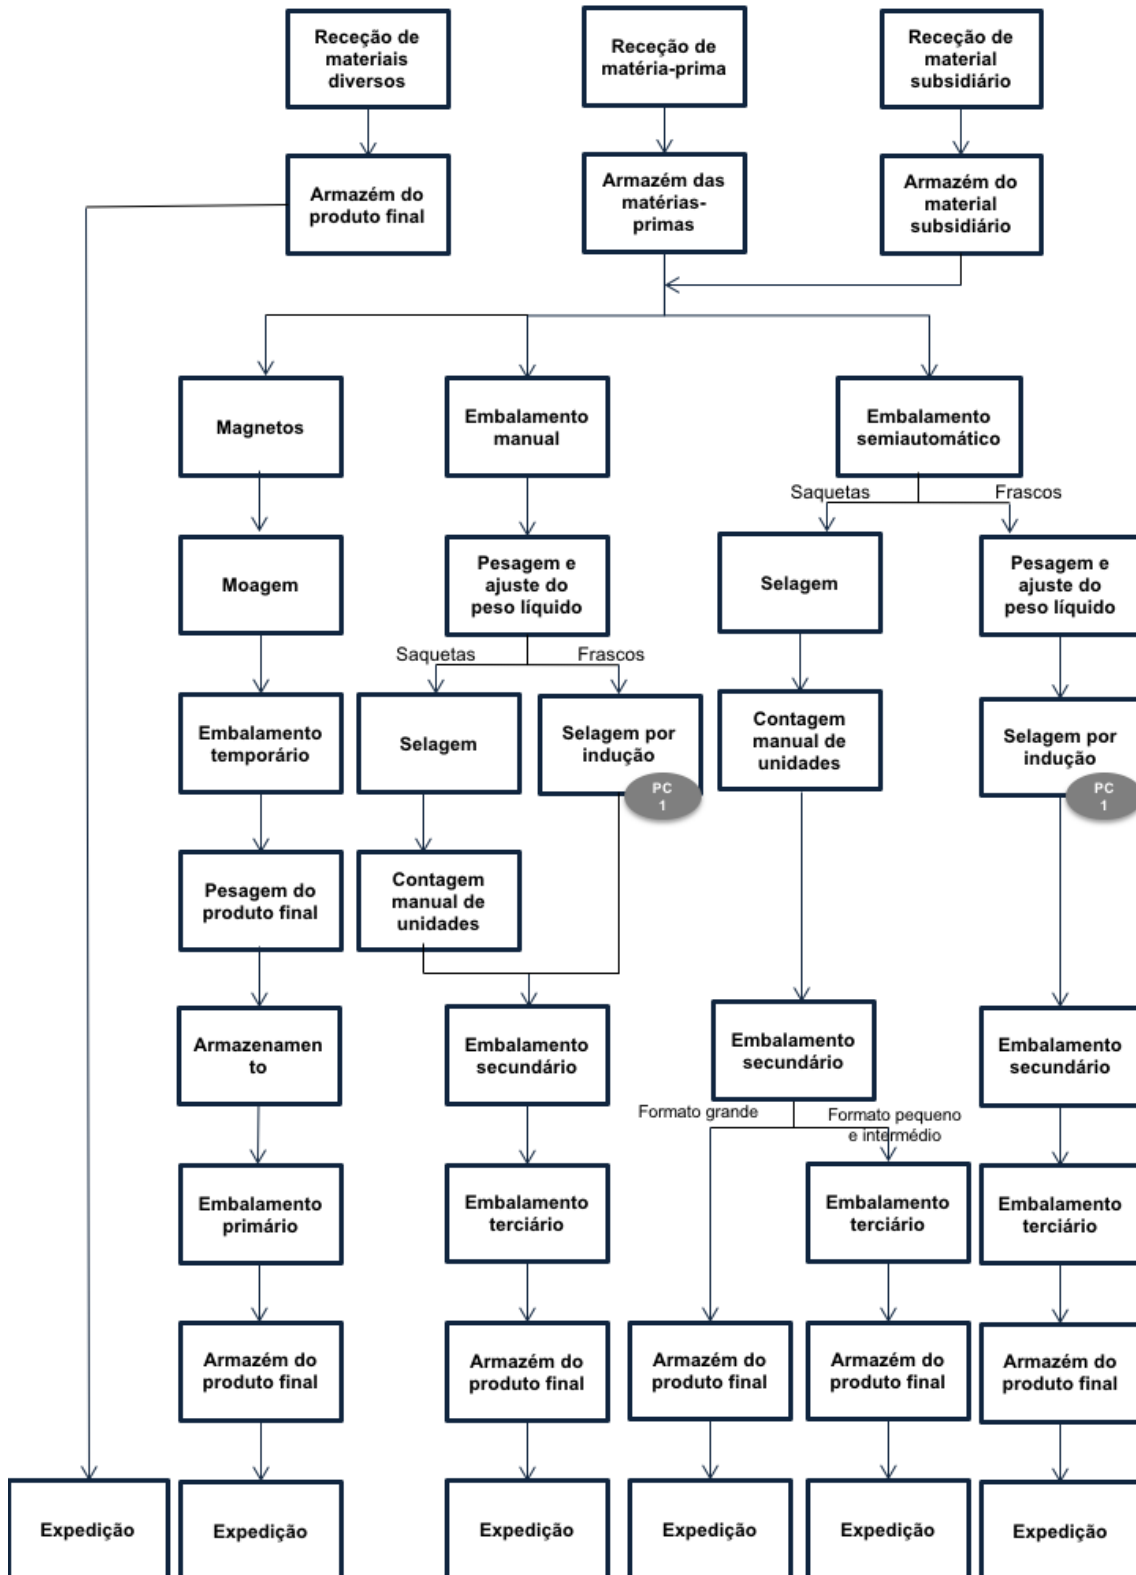 Receção de
materiais
diversos
Receção de
matéria-prima
Receção de
material
subsidiário
Armazém do
produto final
Armazém das
matérias-
primas
Armazém do
material
subsidiário
Magnetos
Embalamento
manual
Embalamento
semiautomático
Saquetas
Frascos
Moagem
Pesagem e
ajuste do
peso líquido
Selagem
Pesagem e
ajuste do
peso líquido
Saquetas
Frascos
Embalamento
temporário
Selagem
Selagem por
indução
PC
1
Contagem
manual de
unidades
Selagem por
indução
PC
1
Pesagem do
produto final
Contagem
manual de
unidades
Armazenamen
to
Embalamento
secundário
Embalamento
secundário
Embalamento
secundário
Formato grande
Formato pequeno
e intermédio
Embalamento
primário
Embalamento
terciário
Embalamento
terciário
Embalamento
terciário
Armazém do
produto final
Armazém do
produto final
Armazém do
produto final
Armazém do
produto final
Armazém do
produto final
Expedição
Expedição
Expedição
Expedição
Expedição
Expedição